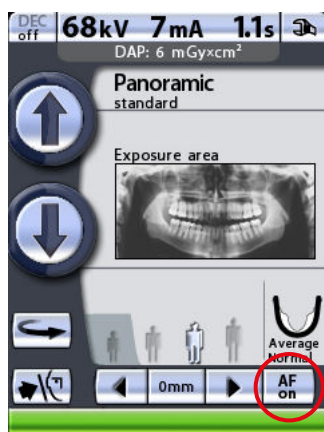 DEC
off
68kV 7mA 1.1s
DAP: 6 mGy×cm²
Panoramic
standard
Exposure area
Average
Normal
0mm
AF
on